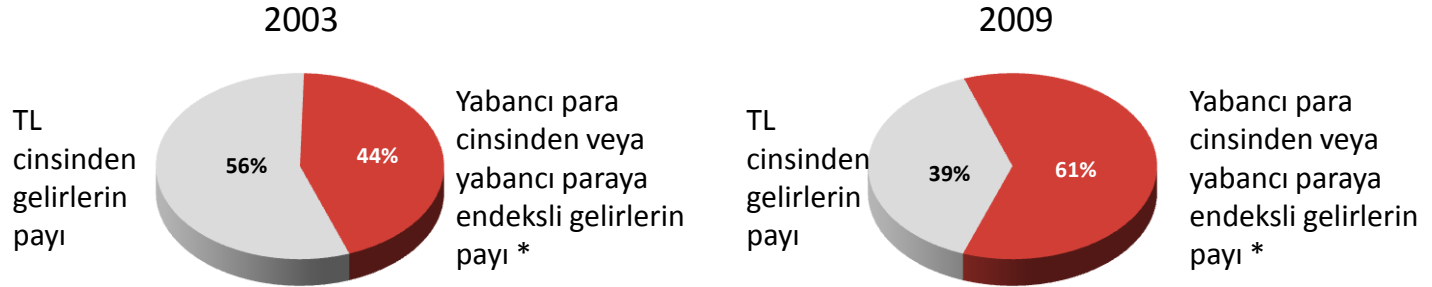 2003
TL
cinsinden
gelirlerin
payı
56%
44%
Yabancı para
cinsinden veya
yabancı paraya
endeksli gelirlerin
payı *
2009
TL
cinsinden
gelirlerin
payı
39%
61%
Yabancı para
cinsinden veya
yabancı paraya
endeksli gelirlerin
payı *